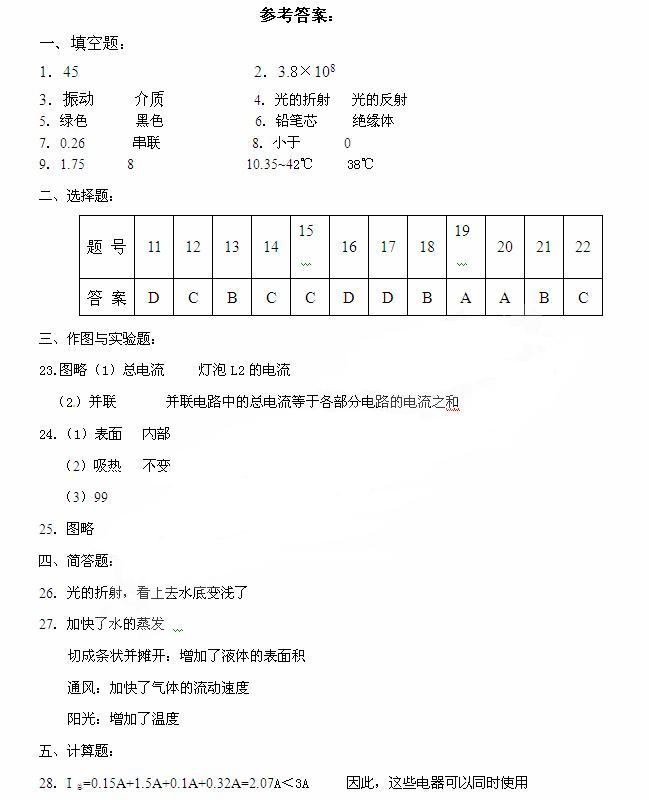 参考答案：
一、填空题：
1．45 2．3.8×10⁸
3．振动 介质 4．光的折射 光的反射
5．绿色 黑色 6．铅笔芯 绝缘体
7．0.26 串联 8．小于 0
9．1.75 8 10.35~42℃ 38℃
二、选择题：
题 号 11 12 13 14 15 16 17 18 19 20 21 22
答 案 D C B C C D D B A A B C
三、作图与实验题：
23.图略（1）总电流 灯泡 L2 的电流
（2）并联 并联电路中的总电流等于各部分电路的电流之和
24．（1）表面 内部
（2）吸热 不变
（3）99
25．图略
四、简答题：
26．光的折射，看上去水底变浅了
27．加快了水的蒸发
切成条状并摊开：增加了液体的表面积
通风：加快了气体的流动速度
阳光：增加了温度
五、计算题：
28．I总=0.15A+1.5A+0.1A+0.32A=2.07A＜3A 因此，这些电器可以同时使用